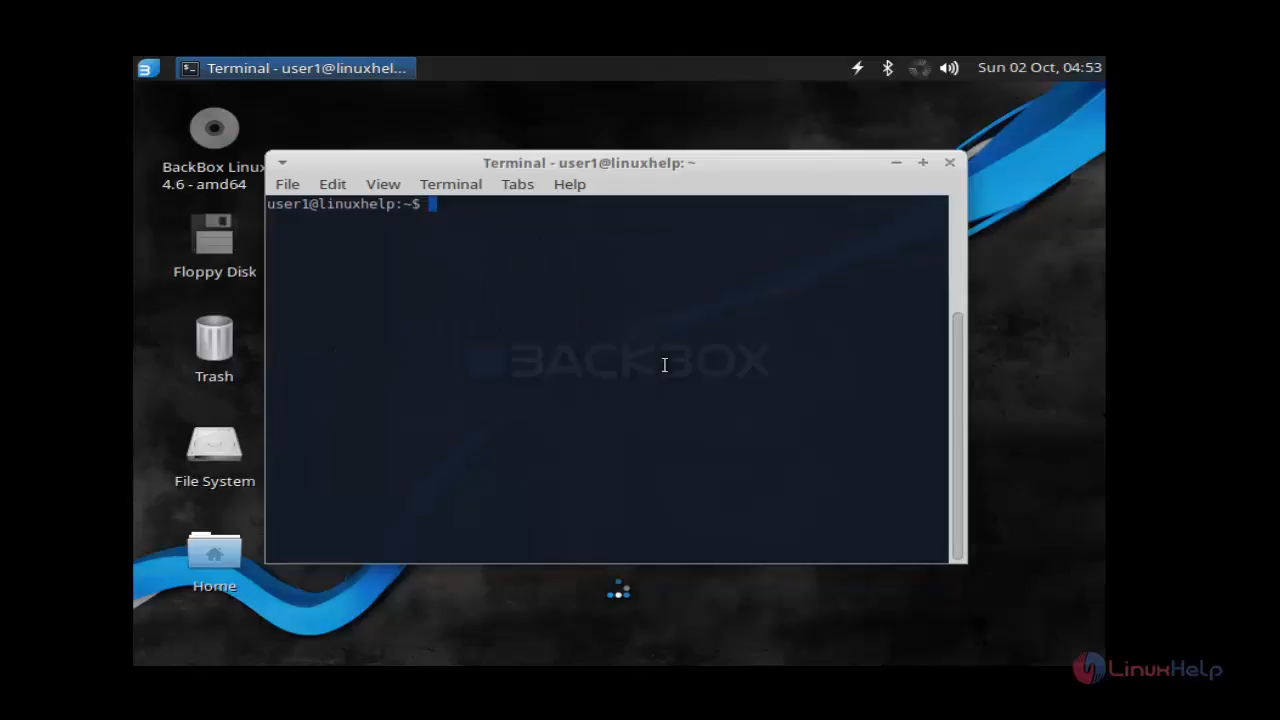 Terminal - user1@linuxhel...
Sun 02 Oct, 04:53
BackBox Linux
4.6 - amd64
Floppy Disk
Trash
File System
Home
Terminal - user1@linuxhelp: ~
File Edit View Terminal Tabs Help
user1@linuxhelp:~$
BACKBOX
LinuxHelp